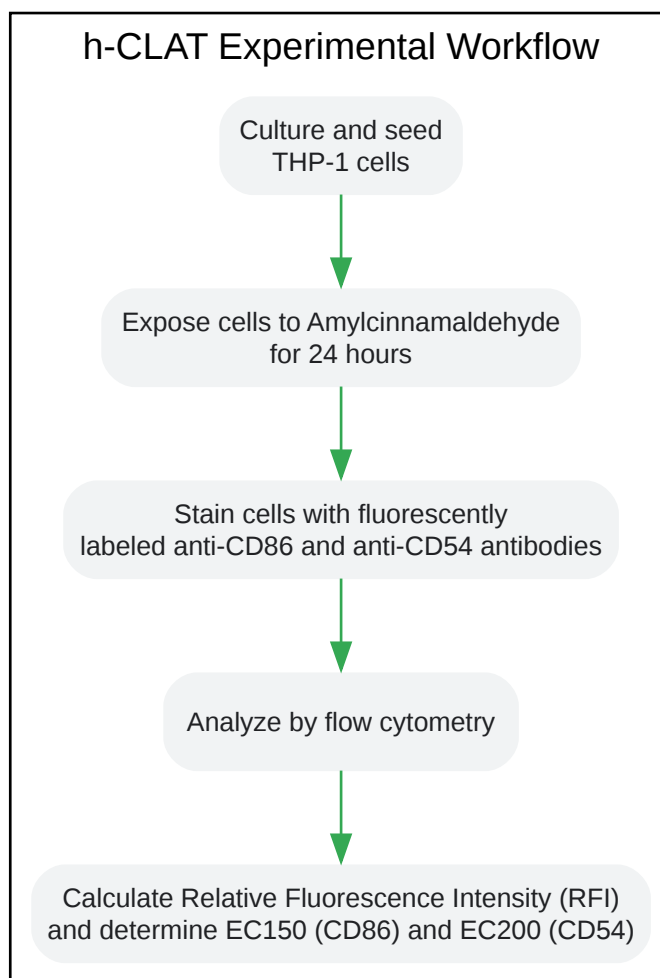 h-CLAT Experimental Workflow
Culture and seed
THP-1 cells
Expose cells to Amylcinnamaldehyde
for 24 hours
Stain cells with fluorescently
labeled anti-CD86 and anti-CD54 antibodies
Analyze by flow cytometry
Calculate Relative Fluorescence Intensity (RFI)
and determine EC150 (CD86) and EC200 (CD54)